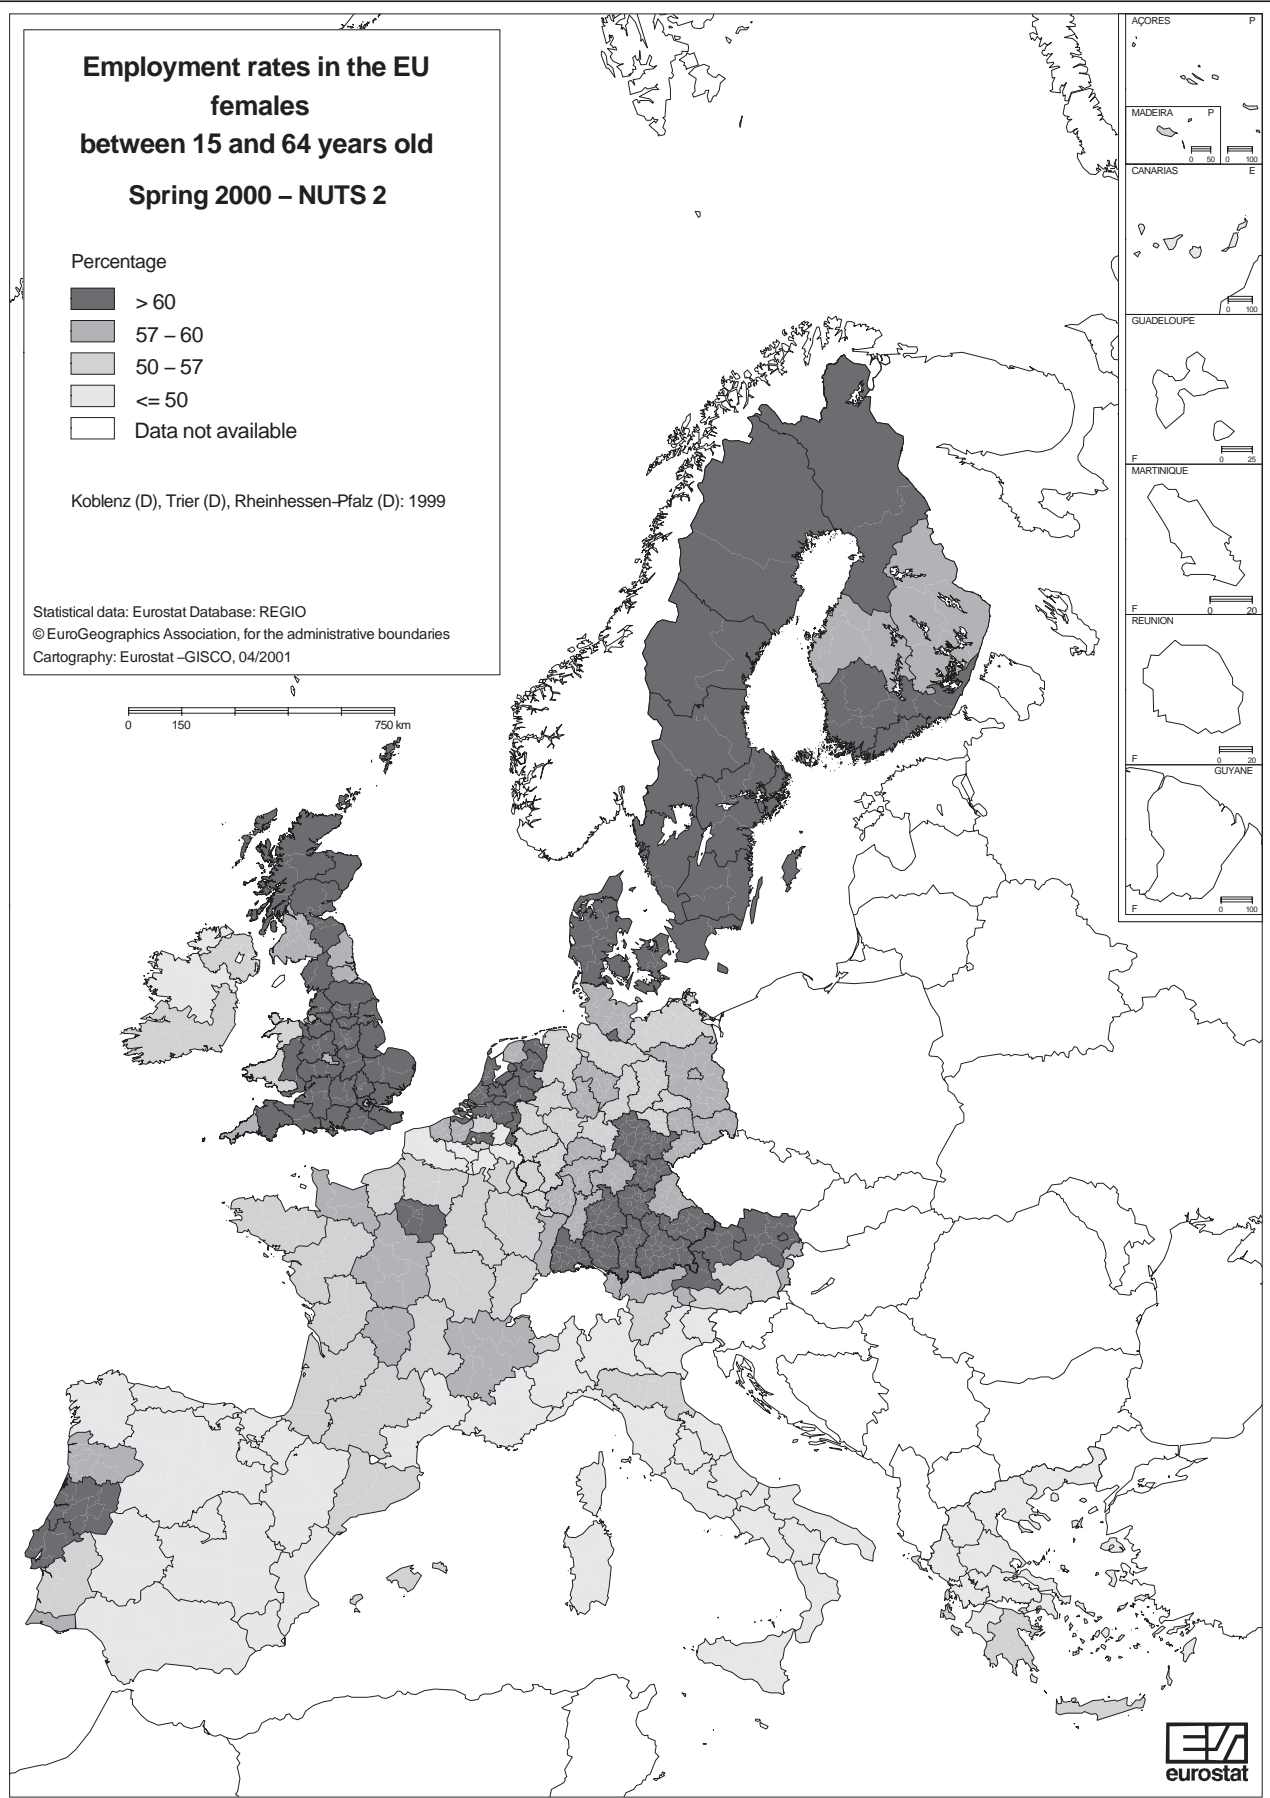 Employment rates in the EU
females
between 15 and 64 years old
Spring 2000 – NUTS 2
Percentage
> 60
57 – 60
50 – 57
<= 50
Data not available
Koblenz (D), Trier (D), Rheinhessen-Pfalz (D): 1999
Statistical data: Eurostat Database: REGIO
© EuroGeographics Association, for the administrative boundaries
Cartography: Eurostat –GISCO, 04/2001
0 150 750 km
AÇORES P
MADEIRA P
0 50 0 100
CANARIAS E
0 100
GUADELOUPE
F 0 25
MARTINIQUE
F 0 20
REUNION
F 0 20
GUYANE
F 0 100
eurostat